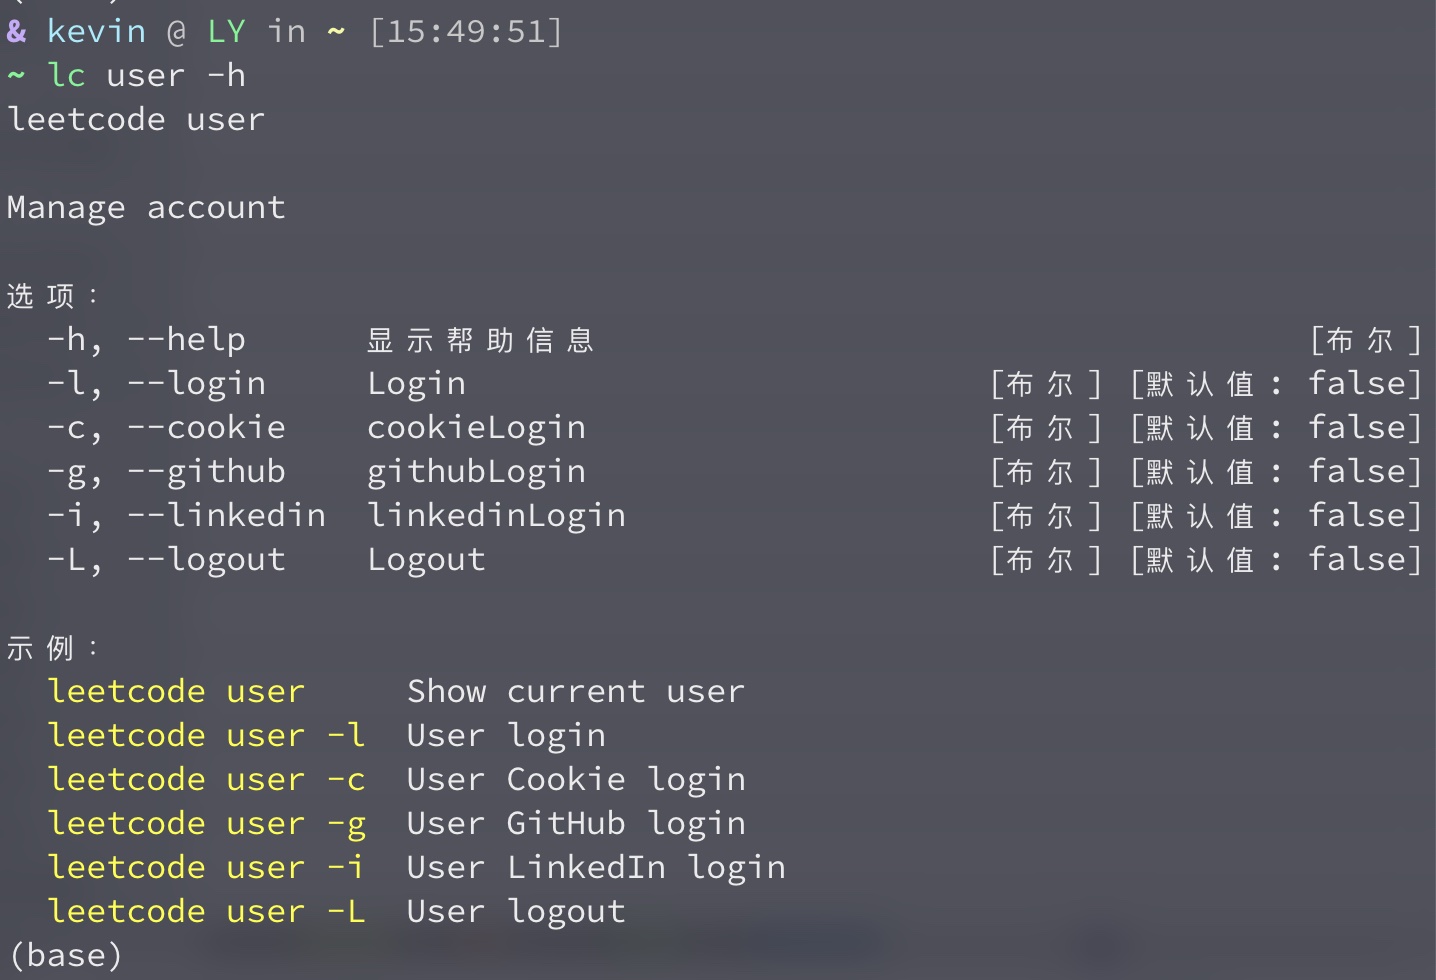 & kevin @ LY in ~ [15:49:51]
~ lc user -h
leetcode user
Manage account
选项：
-h, --help 显示帮助信息 [布尔]
-l, --login Login [布尔] [默认值: false]
-c, --cookie cookieLogin [布尔] [默认值: false]
-g, --github githubLogin [布尔] [默认值: false]
-i, --linkedin linkedinLogin [布尔] [默认值: false]
-L, --logout Logout [布尔] [默认值: false]
示例：
leetcode user Show current user
leetcode user -l User login
leetcode user -c User Cookie login
leetcode user -g User GitHub login
leetcode user -i User LinkedIn login
leetcode user -L User logout
(base)